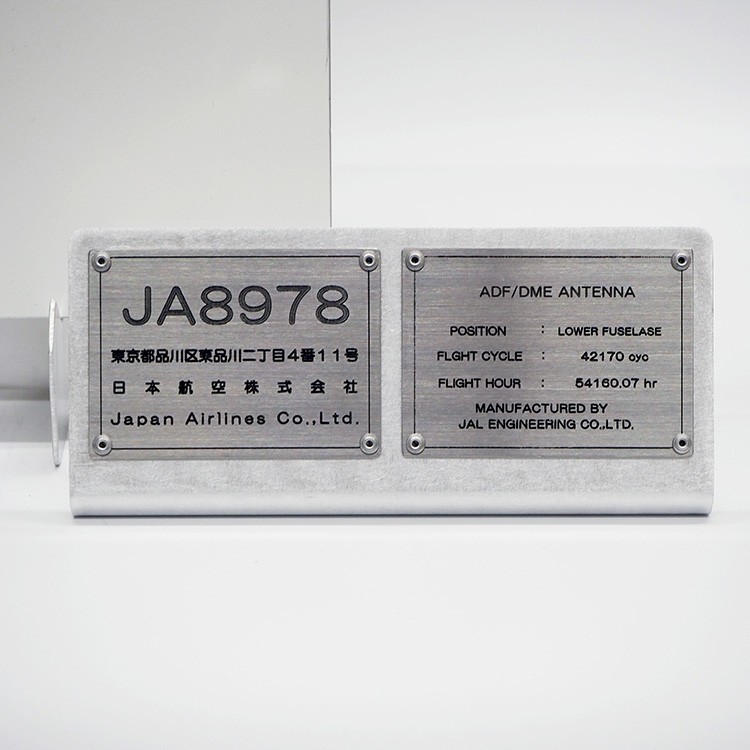 JA8978
東京都品川区東品川二丁目4番11号
日本航空株式会社
Japan Airlines Co.,Ltd.
ADF/DME ANTENNA
POSITION : LOWER FUSELASE
FLGHT CYCLE : 42170 cyc
FLIGHT HOUR : 54160.07 hr
MANUFACTURED BY
JAL ENGINEERING CO.,LTD.